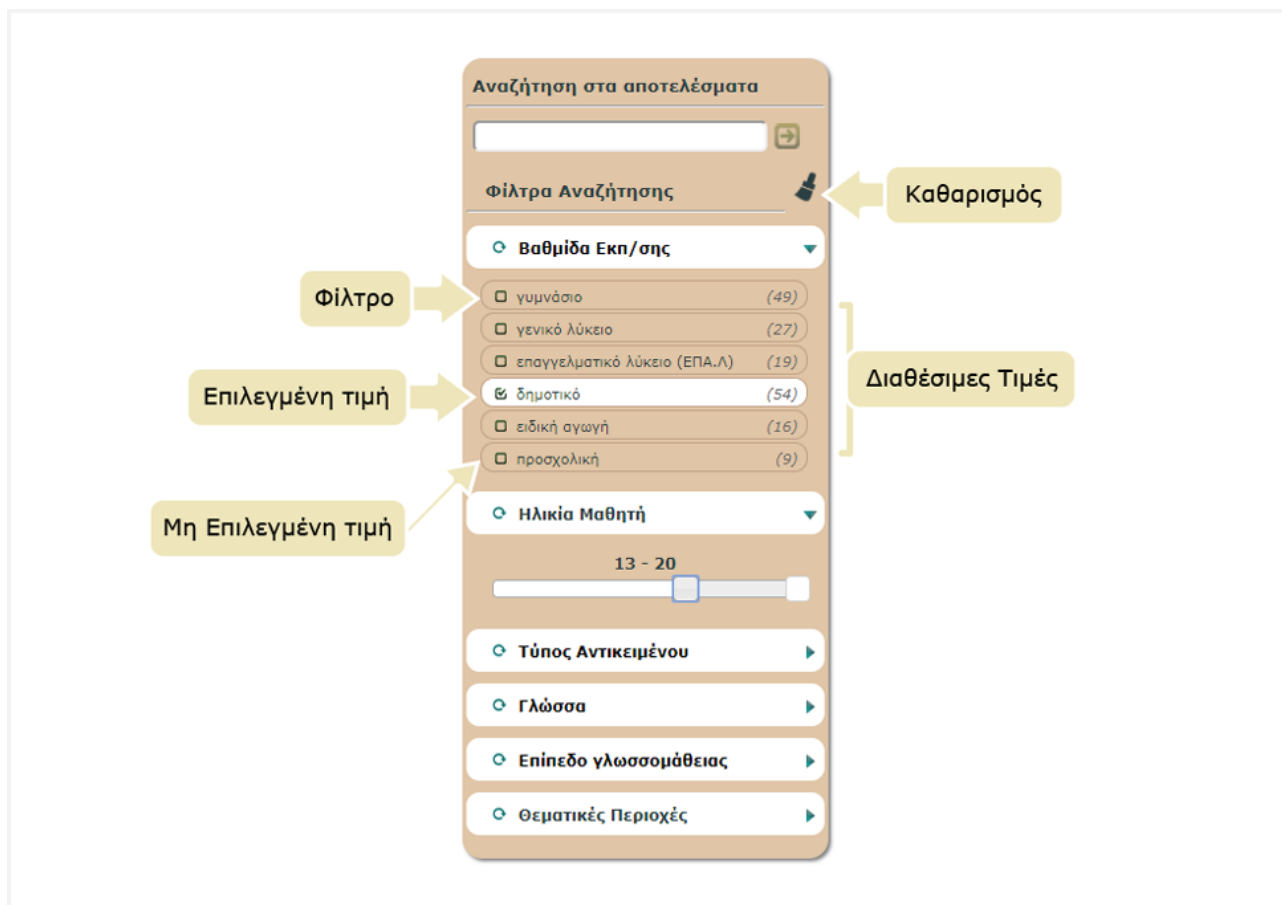 Αναζήτηση στα αποτελέσματα
Φίλτρα Αναζήτησης
Καθαρισμός
Βαθμίδα Εκπ/σης
Φίλτρο
γυμνάσιο (49)
γενικό λύκειο (27)
επαγγελματικό λύκειο (ΕΠΑ.Λ) (19)
Διαθέσιμες Τιμές
Επιλεγμένη τιμή
δημοτικό (54)
ειδική αγωγή (16)
προσχολική (9)
Μη Επιλεγμένη τιμή
Ηλικία Μαθητή
13 - 20
Τύπος Αντικειμένου
Γλώσσα
Επίπεδο γλωσσομάθειας
Θεματικές Περιοχές